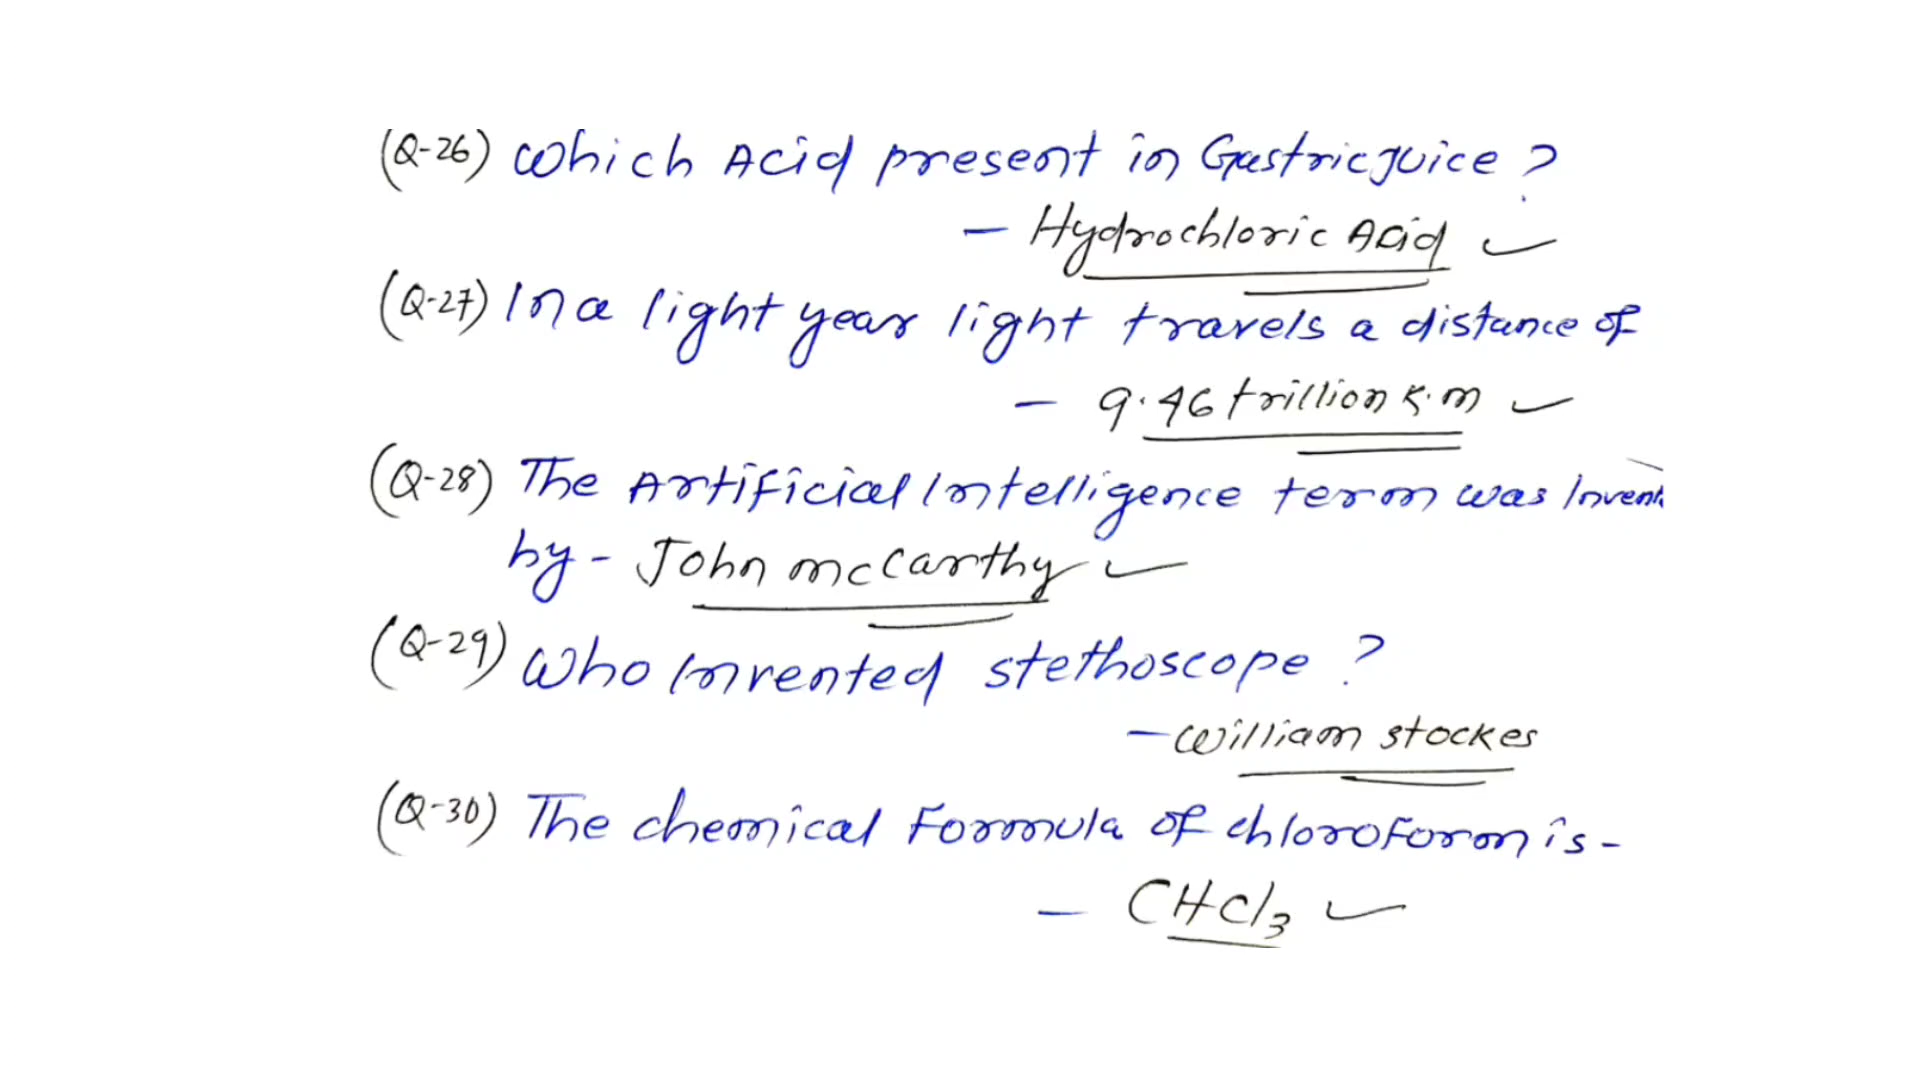 (Q-26) Which Acid present in Gastric Juice ?
- Hydrochloric Acid
(Q-27) In a light year light travels a distance of
- 9.46 trillion K.m
(Q-28) The Artificial Intelligence term was Invent
by - John mcCarthy
(Q-29) Who Invented stethoscope ?
- William stockes
(Q-30) The chemical Formula of chloroform is -
- CHCl3